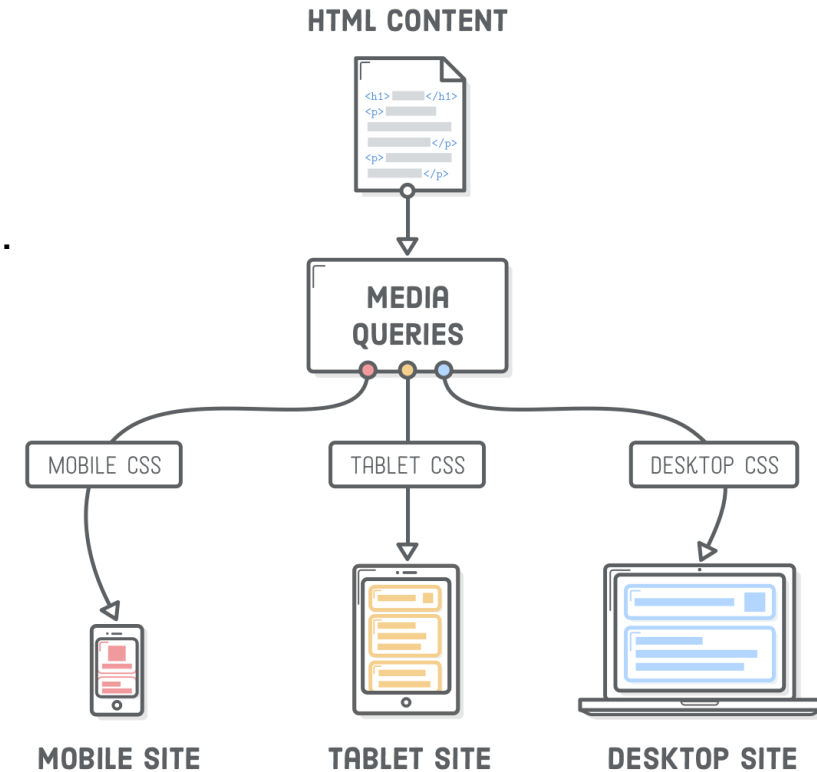 HTML CONTENT
<h1> </h1>
<p>
</p>
<p>
</p>
.
MEDIA
QUERIES
MOBILE CSS
TABLET CSS
DESKTOP CSS
MOBILE SITE
TABLET SITE
DESKTOP SITE